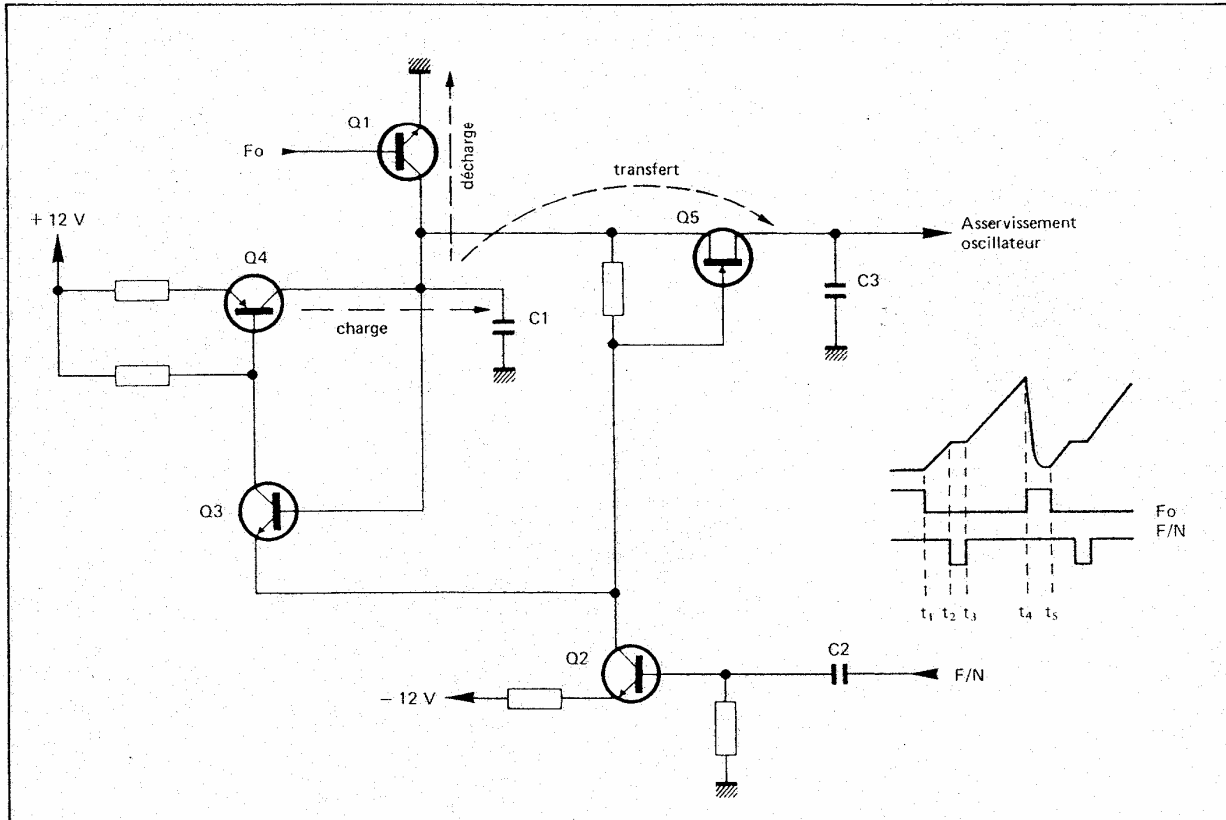 Q1
Fo
décharge
transfert
+ 12 V
Q5
Asservissement
oscillateur
Q4
C3
C1
charge
Q3
Fo
F/N
t1 t2 t3 t4 t5
Q2
C2
F/N
− 12 V